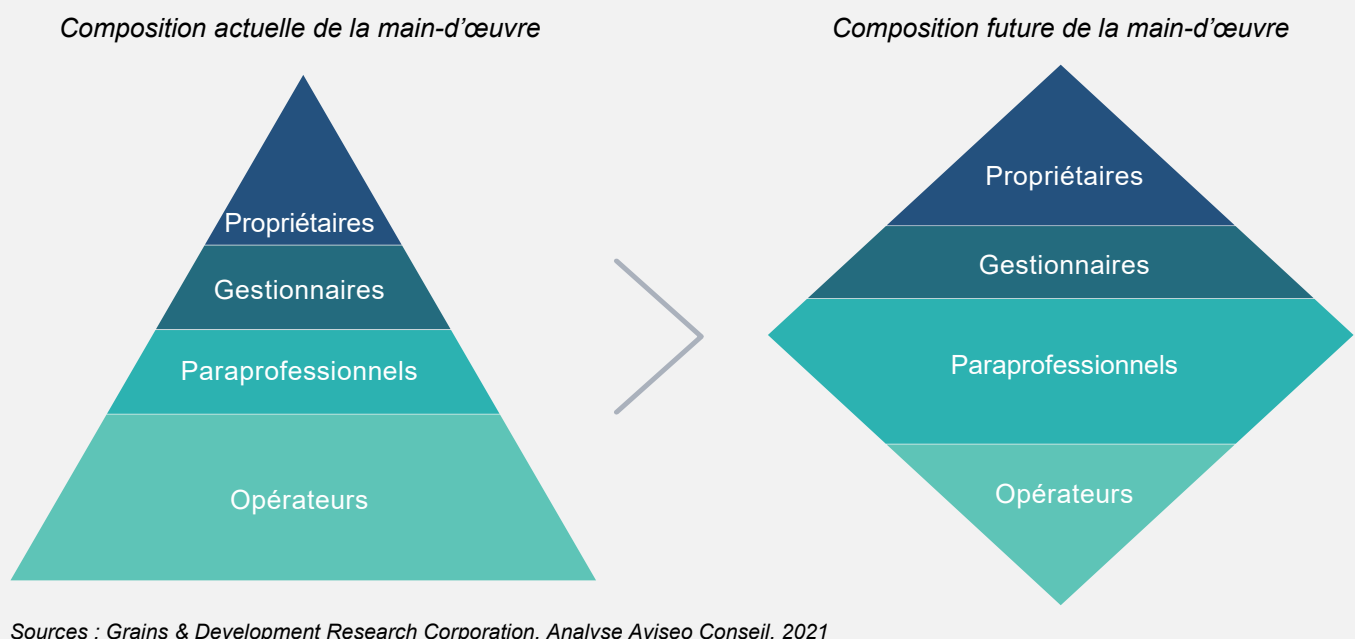 Composition actuelle de la main-d’œuvre
Composition future de la main-d’œuvre
Propriétaires
Gestionnaires
Paraprofessionnels
Opérateurs
Propriétaires
Gestionnaires
Paraprofessionnels
Opérateurs
Sources : Grains & Development Research Corporation, Analyse Aviseo Conseil, 2021